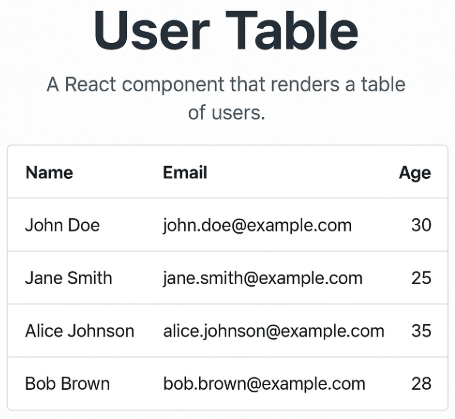 User Table
A React component that renders a table
of users.
Name Email Age
John Doe john.doe@example.com 30
Jane Smith jane.smith@example.com 25
Alice Johnson alice.johnson@example.com 35
Bob Brown bob.brown@example.com 28